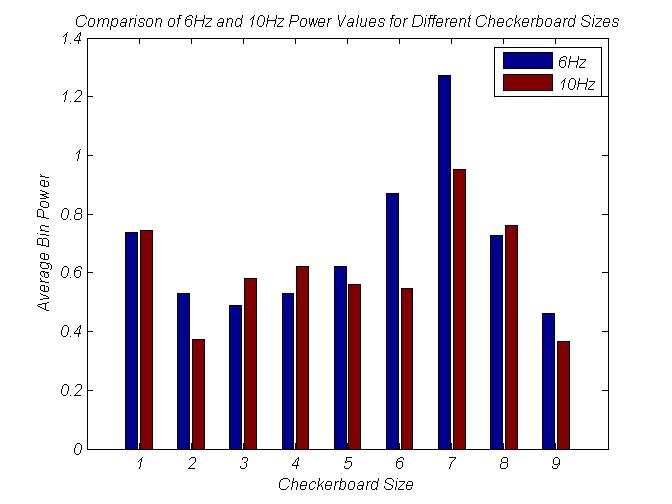 Comparison of 6Hz and 10Hz Power Values for Different Checkerboard Sizes
1.4
1.2
1
0.8
0.6
0.4
0.2
0
Average Bin Power
6Hz
10Hz
1 2 3 4 5 6 7 8 9
Checkerboard Size